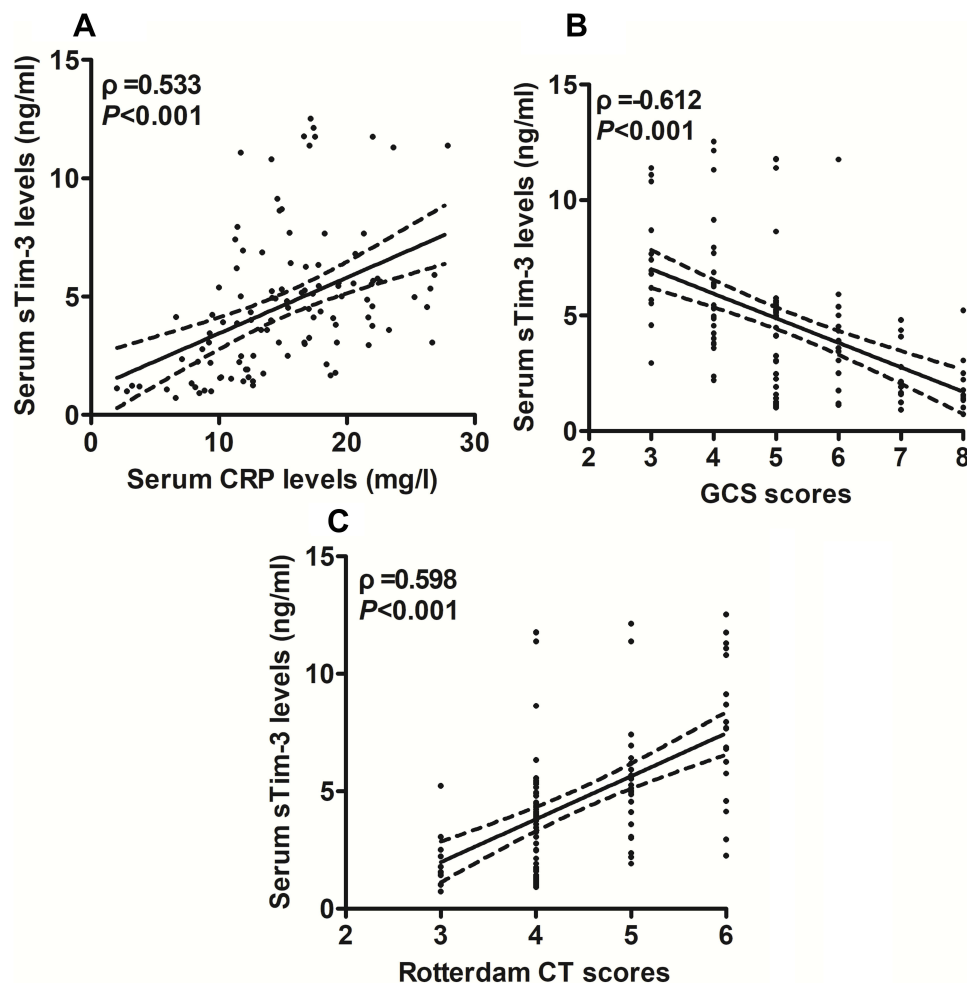 A
ρ =0.533
P<0.001
Serum sTim-3 levels (ng/ml)
15
10
5
0
0 10 20 30
Serum CRP levels (mg/l)
B
ρ =-0.612
P<0.001
Serum sTim-3 levels (ng/ml)
15
10
5
0
2 3 4 5 6 7 8
GCS scores
C
ρ =0.598
P<0.001
Serum sTim-3 levels (ng/ml)
15
10
5
0
2 3 4 5 6
Rotterdam CT scores